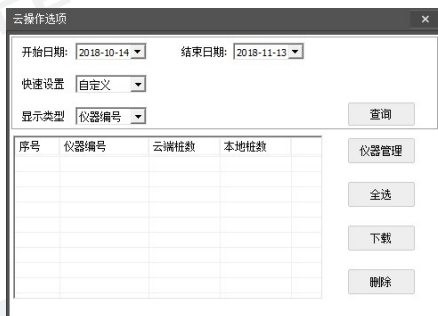 云操作选项
开始日期: 2018-10-14 结束日期: 2018-11-13
快速设置 自定义
显示类型 仪器编号 查询
序号 仪器编号 云端桩数 本地桩数 仪器管理
全选
下载
删除